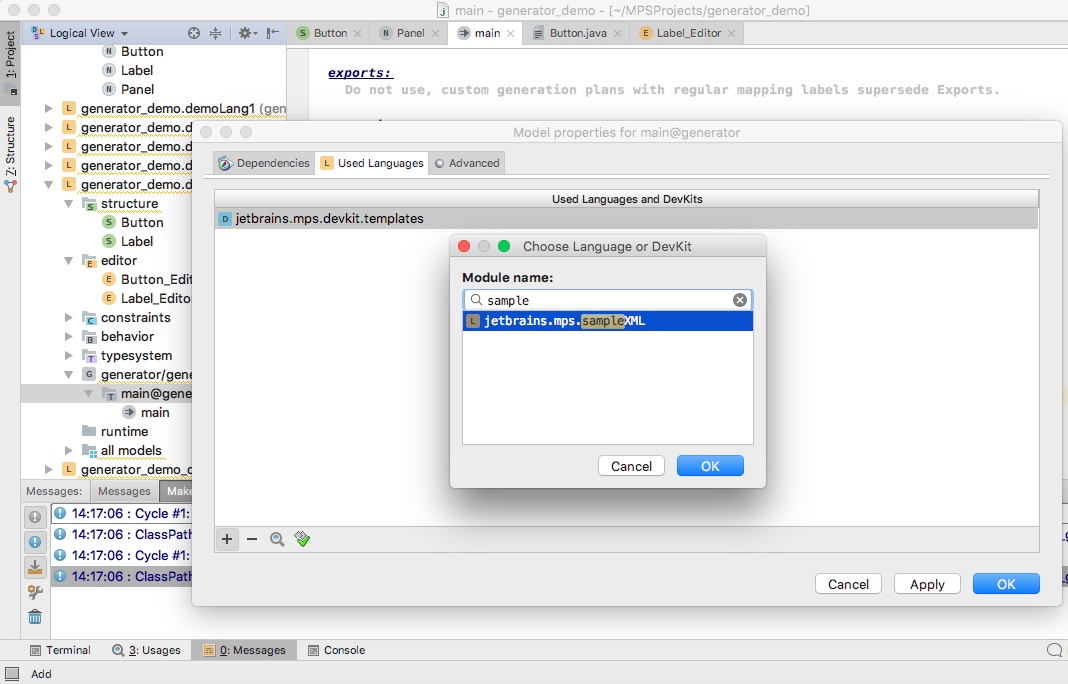 main - generator_demo - [~/MPSProjects/generator_demo]
1: Project
Z: Structure
Logical View
Button
Panel
main
Button.java
Label_Editor
Button
Label
Panel
generator_demo.demoLang1 (gen
generator_demo.d
generator_demo.d
generator_demo.d
generator_demo.d
structure
Button
Label
editor
Button_Edit
Label_Edito
constraints
behavior
typesystem
generator/gene
main@gene
main
runtime
all models
generator_demo_d
exports:
Do not use, custom generation plans with regular mapping labels supersede Exports.
Model properties for main@generator
Dependencies
Used Languages
Advanced
Used Languages and DevKits
jetbrains.mps.devkit.templates
Choose Language or DevKit
Module name:
sample
jetbrains.mps.sampleXML
Cancel
OK
Cancel
Apply
OK
Messages:
Messages
Make
14:17:06 : Cycle #1:
14:17:06 : ClassPath
14:17:06 : Cycle #1:
14:17:06 : ClassPath
Terminal
3: Usages
0: Messages
Console
Add